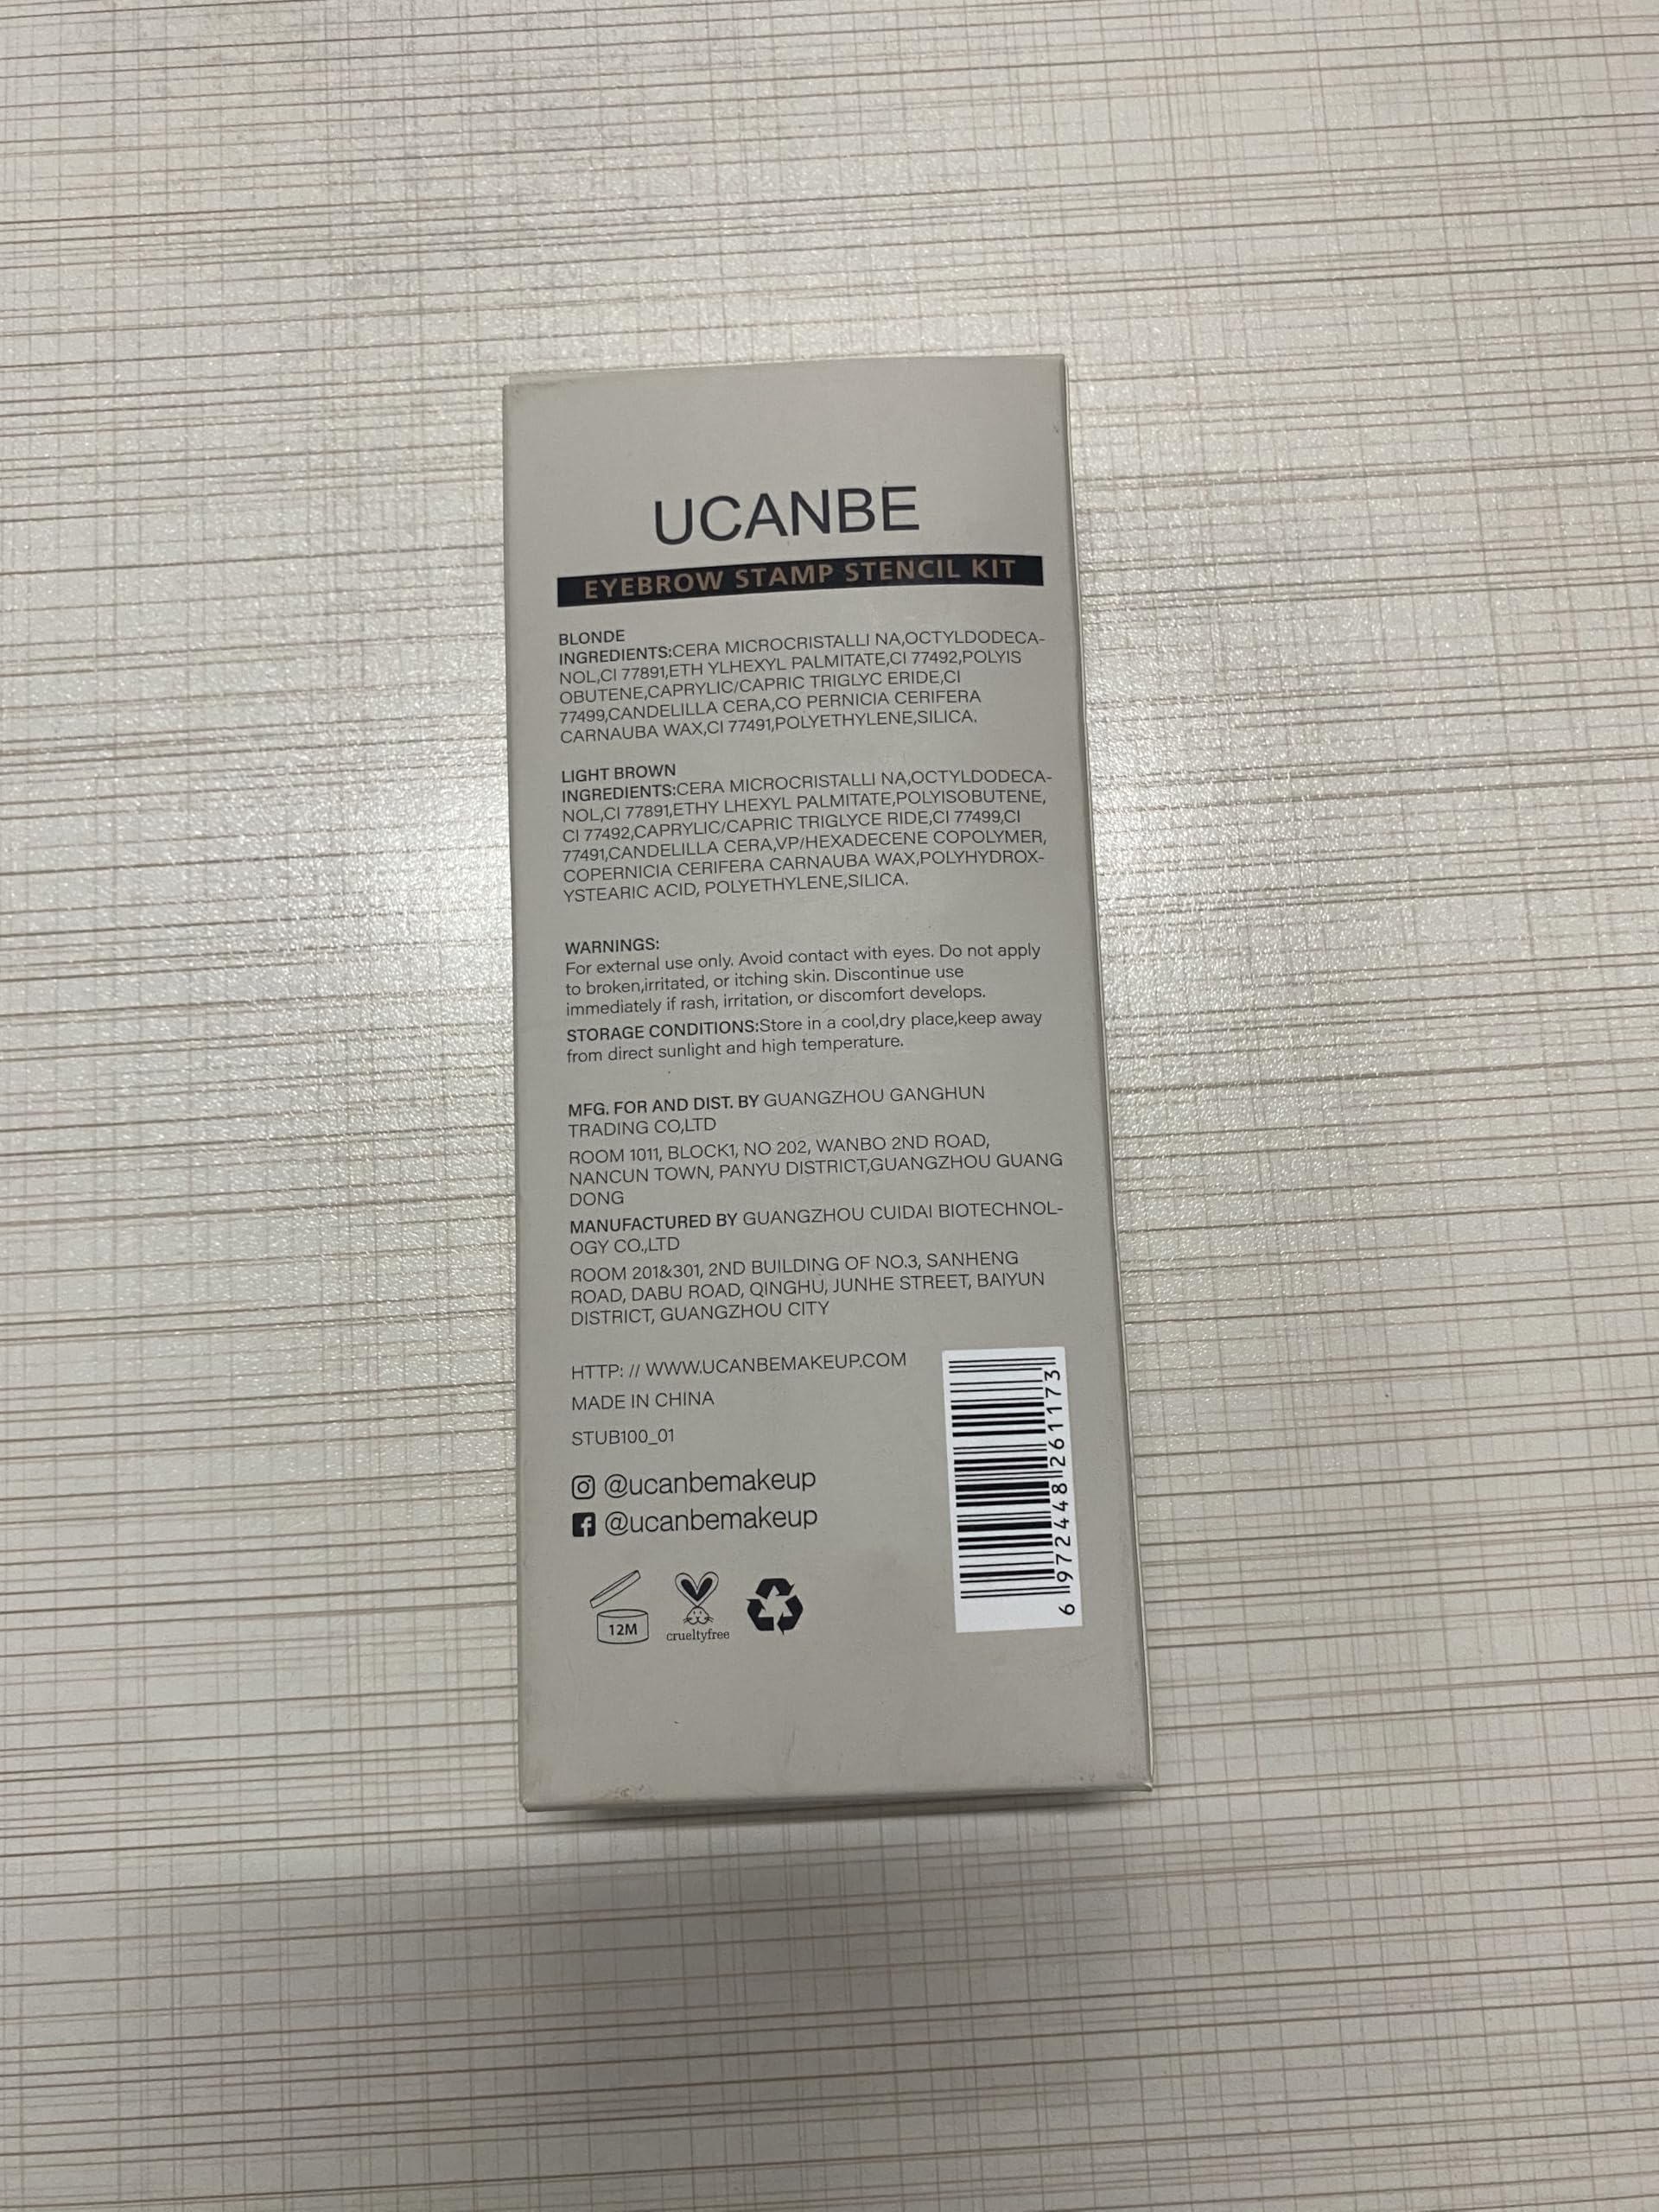 UCANBE
EYEBROW STAMP STENCIL KIT
BLONDE
INGREDIENTS:CERA MICROCRISTALLI NA,OCTYLDODECA-
NOL,CI 77891,ETH YLHEXYL PALMITATE,CI 77492,POLYIS
OBUTENE,CAPRYLIC/CAPRIC TRIGLYC ERIDE,CI
77499,CANDELILLA CERA,CO PERNICIA CERIFERA
CARNAUBA WAX,CI 77491,POLYETHYLENE,SILICA.
LIGHT BROWN
INGREDIENTS:CERA MICROCRISTALLI NA,OCTYLDODECA-
NOL,CI 77891,ETHY LHEXYL PALMITATE,POLYISOBUTENE,
CI 77492,CAPRYLIC/CAPRIC TRIGLYCE RIDE,CI 77499,CI
77491,CANDELILLA CERA,VP/HEXADECENE COPOLYMER,
COPERNICIA CERIFERA CARNAUBA WAX,POLYHYDROX-
YSTEARIC ACID, POLYETHYLENE,SILICA.
WARNINGS:
For external use only. Avoid contact with eyes. Do not apply
to broken,irritated, or itching skin. Discontinue use
immediately if rash, irritation, or discomfort develops.
STORAGE CONDITIONS:Store in a cool,dry place,keep away
from direct sunlight and high temperature.
MFG. FOR AND DIST. BY GUANGZHOU GANGHUN
TRADING CO,LTD
ROOM 1011, BLOCK1, NO 202, WANBO 2ND ROAD,
NANCUN TOWN, PANYU DISTRICT,GUANGZHOU GUANG
DONG
MANUFACTURED BY GUANGZHOU CUIDAI BIOTECHNOL-
OGY CO.,LTD
ROOM 201&301, 2ND BUILDING OF NO.3, SANHENG
ROAD, DABU ROAD, QINGHU, JUNHE STREET, BAIYUN
DISTRICT, GUANGZHOU CITY
HTTP: // WWW.UCANBEMAKEUP.COM
MADE IN CHINA
STUB100_01
@ucanbemakeup
@ucanbemakeup
12M
crueltyfree
6 972448 261173